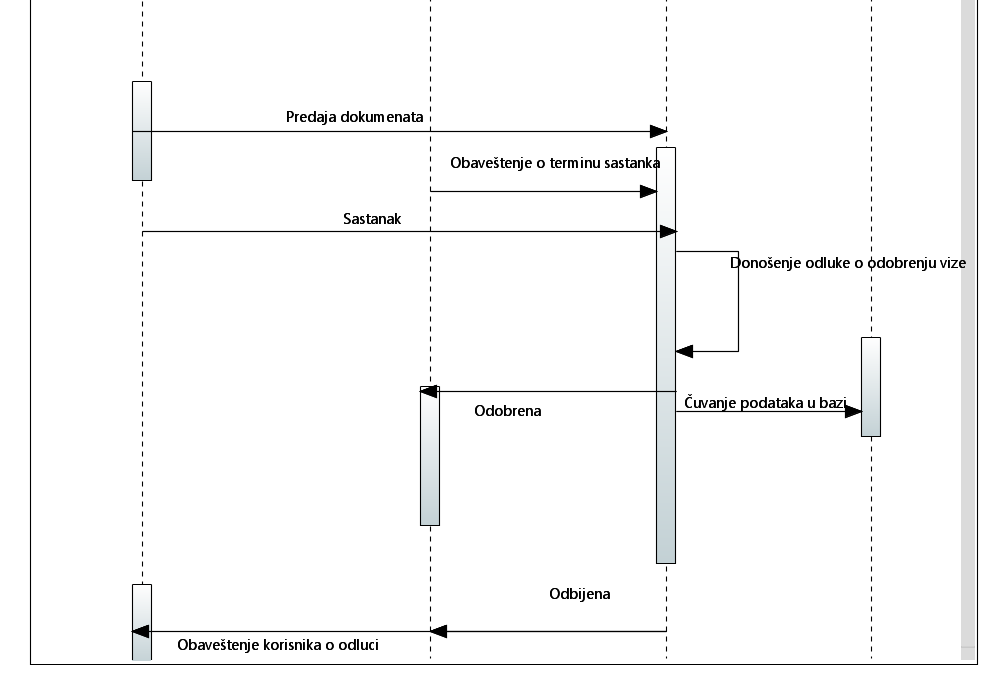 Predaja dokumenata
Obaveštenje o terminu sastanka
Sastanak
Donošenje odluke o odobrenju vize
Čuvanje podataka u bazi
Odobrena
Odbijena
Obaveštenje korisnika o odluci